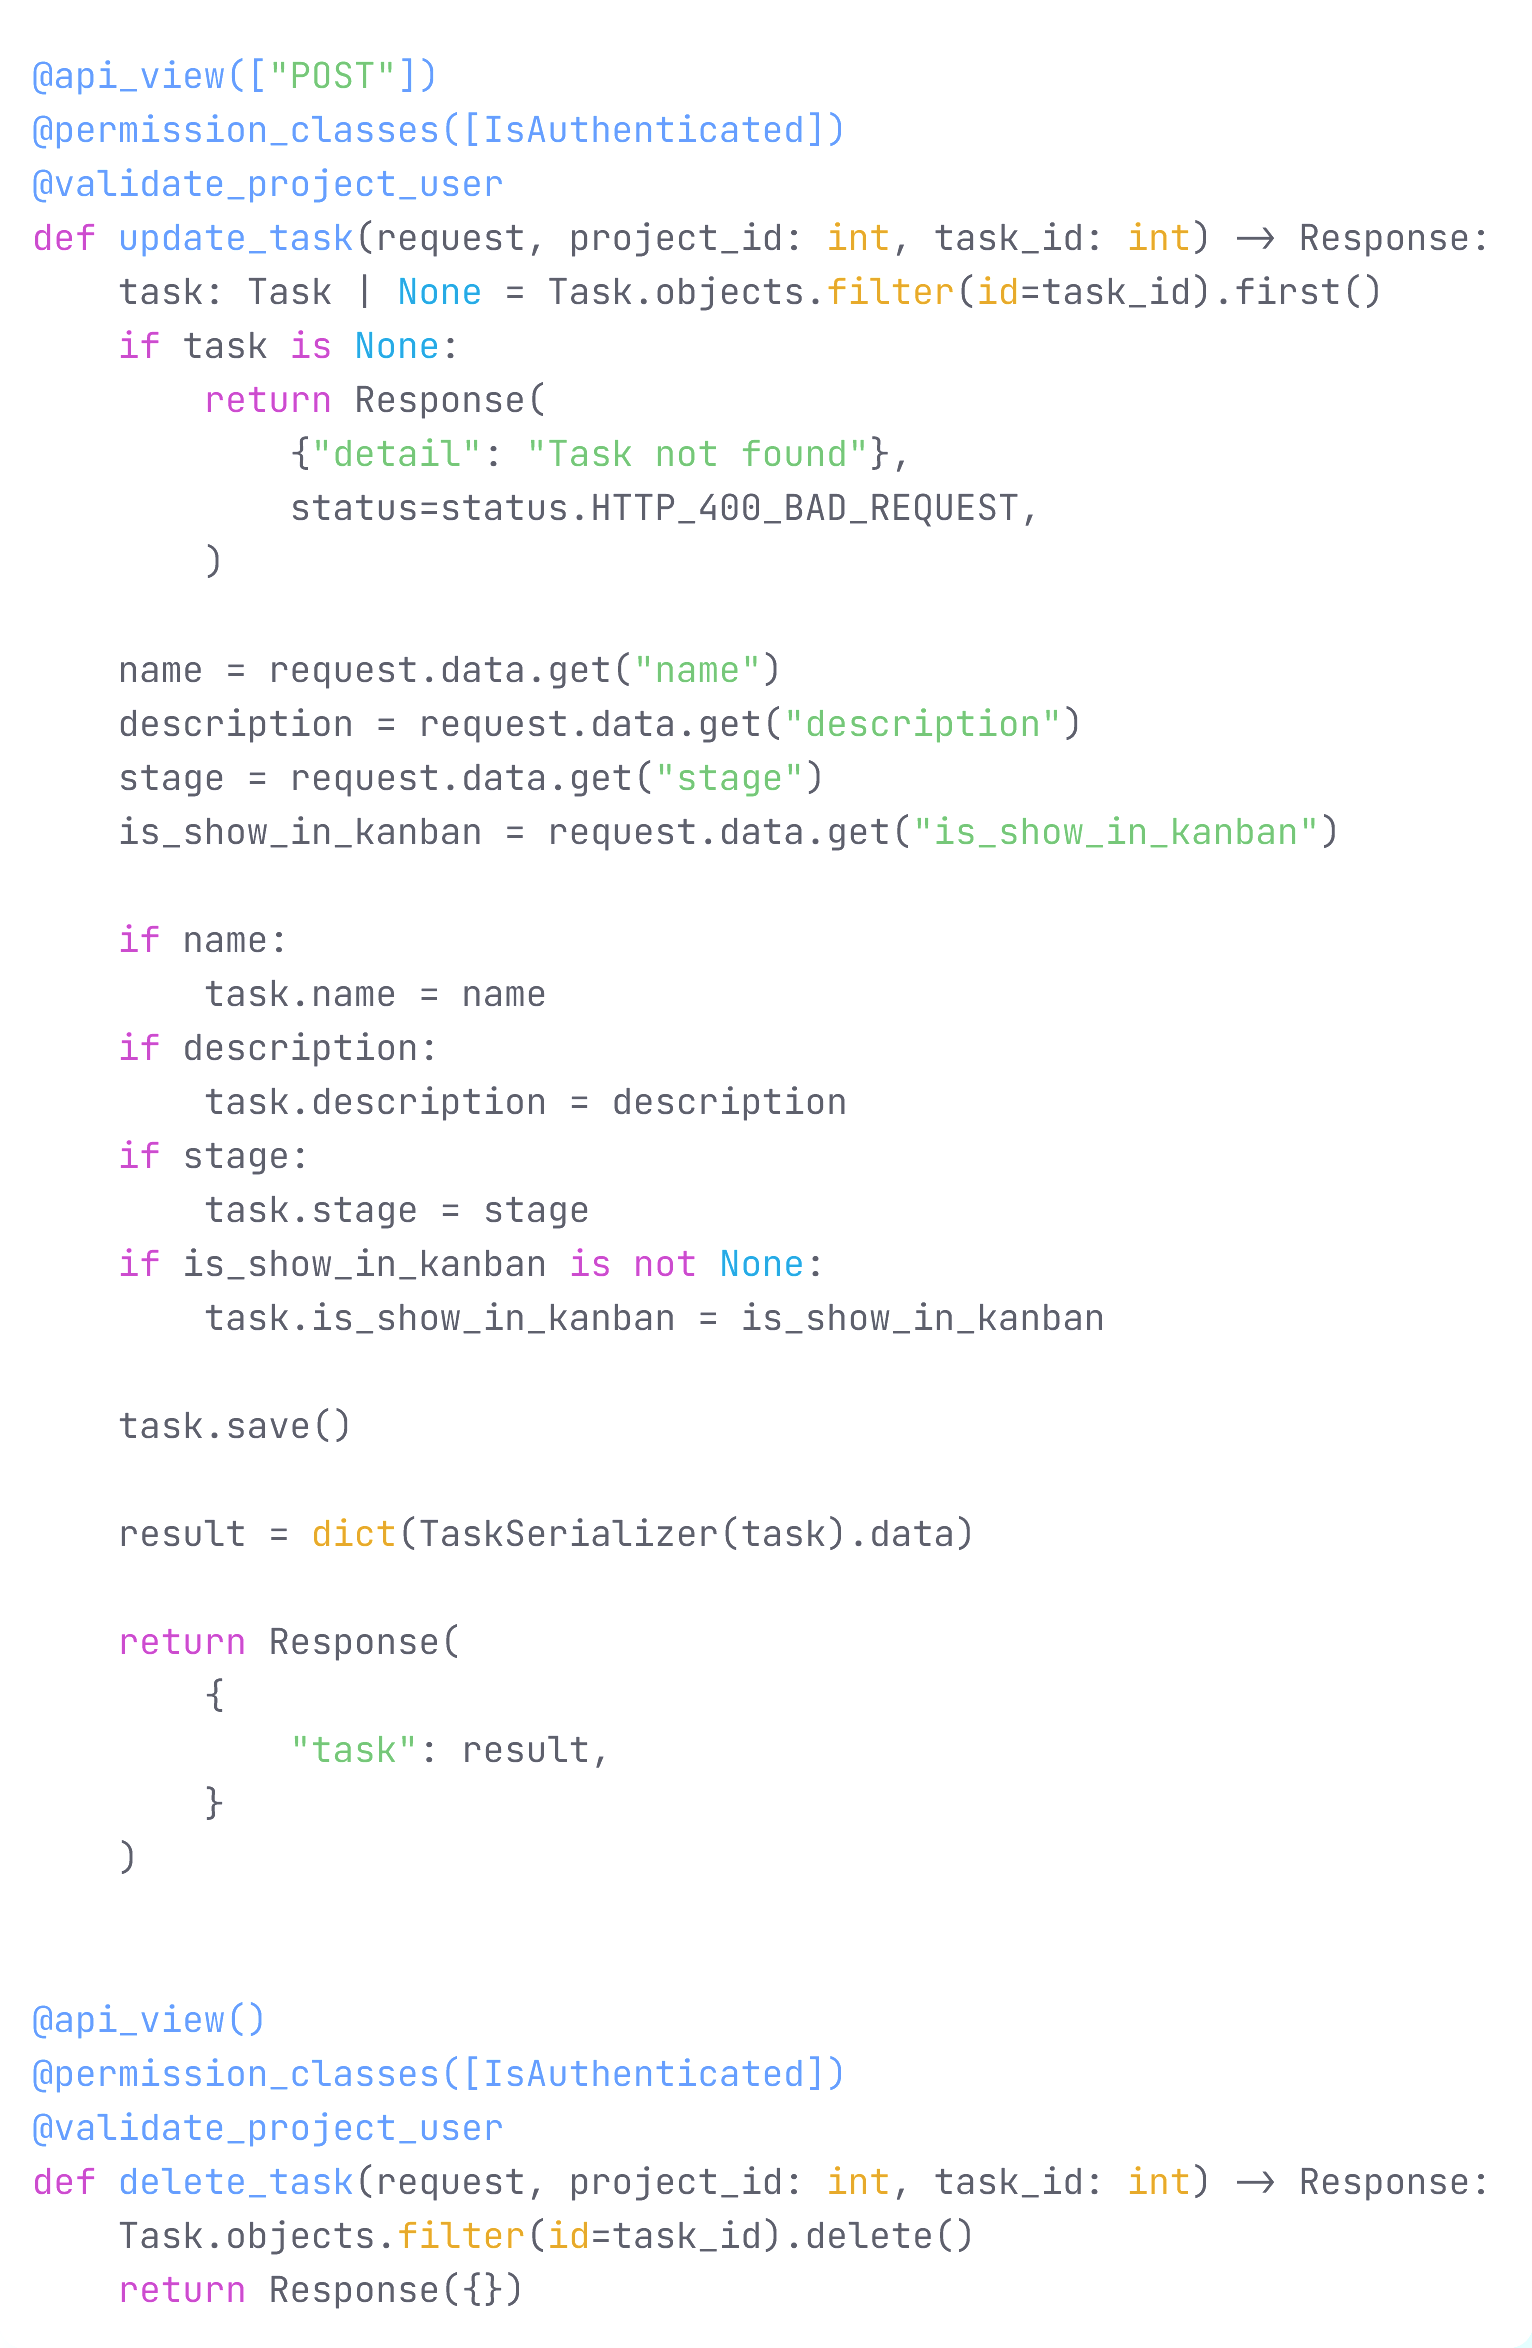 @api_view(["POST"])
@permission_classes([IsAuthenticated])
@validate_project_user
def update_task(request, project_id: int, task_id: int) -> Response:
    task: Task | None = Task.objects.filter(id=task_id).first()
    if task is None:
        return Response(
            {"detail": "Task not found"},
            status=status.HTTP_400_BAD_REQUEST,
        )

    name = request.data.get("name")
    description = request.data.get("description")
    stage = request.data.get("stage")
    is_show_in_kanban = request.data.get("is_show_in_kanban")

    if name:
        task.name = name
    if description:
        task.description = description
    if stage:
        task.stage = stage
    if is_show_in_kanban is not None:
        task.is_show_in_kanban = is_show_in_kanban

    task.save()

    result = dict(TaskSerializer(task).data)

    return Response(
        {
            "task": result,
        }
    )


@api_view()
@permission_classes([IsAuthenticated])
@validate_project_user
def delete_task(request, project_id: int, task_id: int) -> Response:
    Task.objects.filter(id=task_id).delete()
    return Response({})